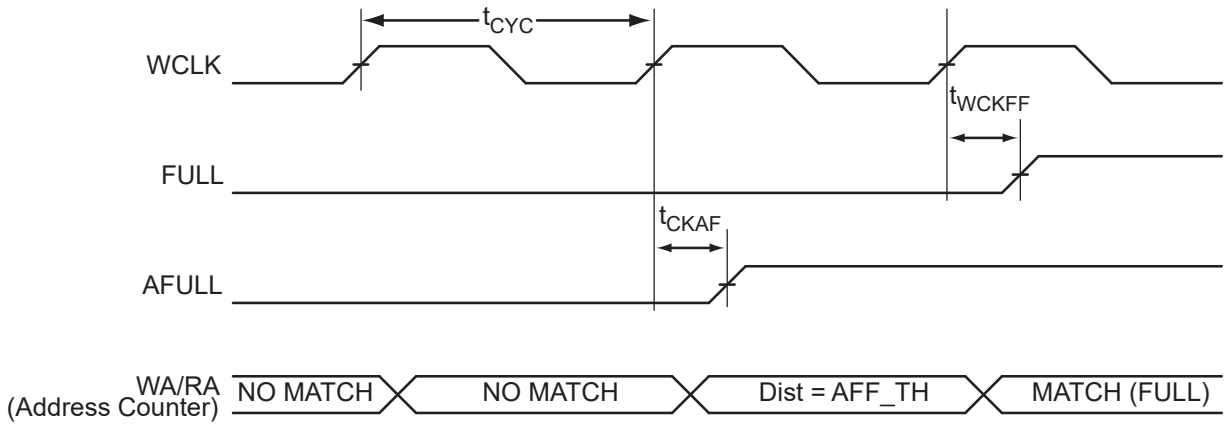 tCYC
WCLK
tWCKFF
FULL
tCKAF
AFULL
WA/RA
(Address Counter)
NO MATCH
NO MATCH
Dist = AFF_TH
MATCH (FULL)